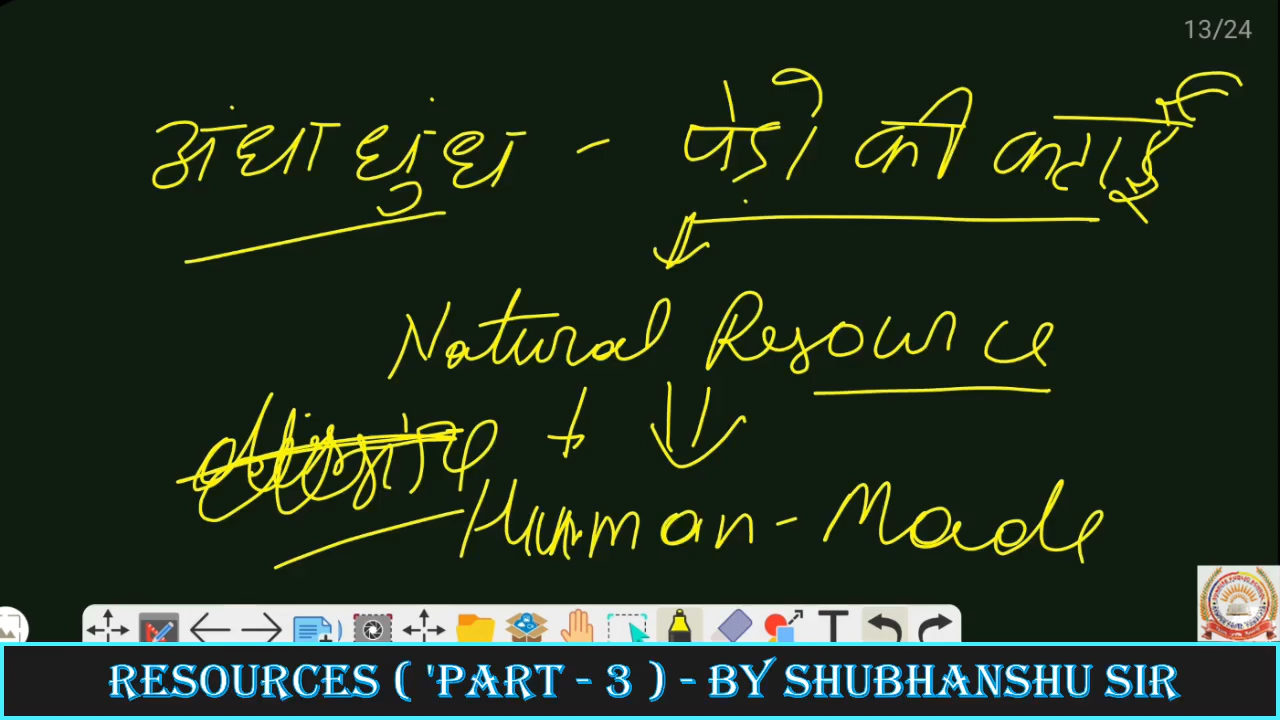 13/24
अंधाधुंध - पेड़ो की कटाई
Natural Resource
Human-Made
RESOURCES ( 'PART - 3 ) - BY SHUBHANSHU SIR